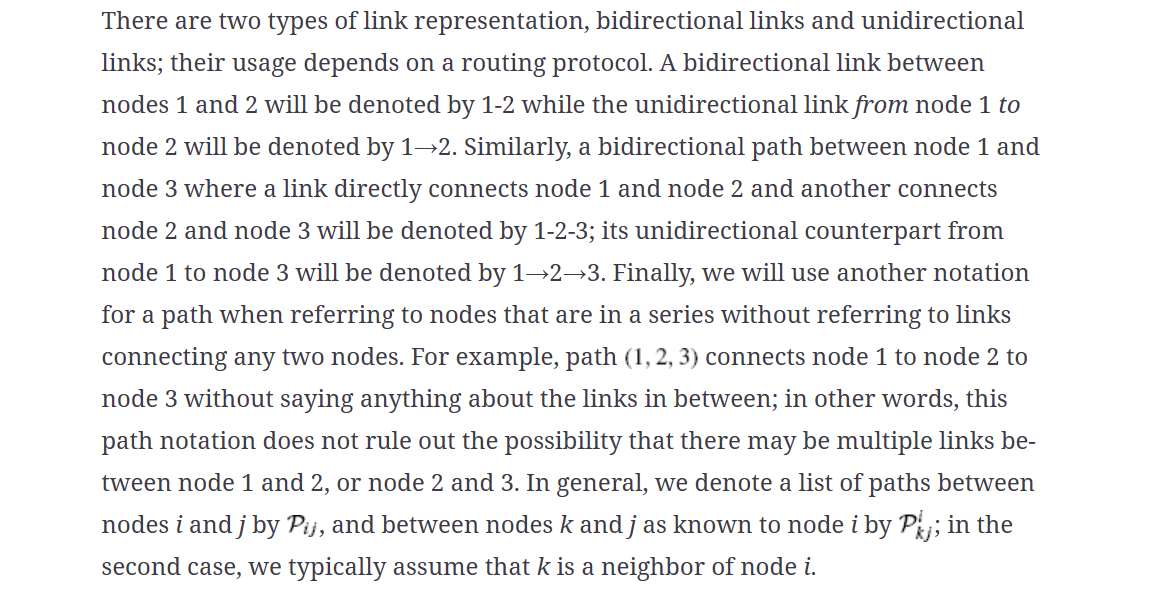 There are two types of link representation, bidirectional links and unidirectional
links; their usage depends on a routing protocol. A bidirectional link between
nodes 1 and 2 will be denoted by 1-2 while the unidirectional link from node 1 to
node 2 will be denoted by 1→2. Similarly, a bidirectional path between node 1 and
node 3 where a link directly connects node 1 and node 2 and another connects
node 2 and node 3 will be denoted by 1-2-3; its unidirectional counterpart from
node 1 to node 3 will be denoted by 1→2→3. Finally, we will use another notation
for a path when referring to nodes that are in a series without referring to links
connecting any two nodes. For example, path (1, 2, 3) connects node 1 to node 2 to
node 3 without saying anything about the links in between; in other words, this
path notation does not rule out the possibility that there may be multiple links be-
tween node 1 and 2, or node 2 and 3. In general, we denote a list of paths between
nodes i and j by 𝒫ᵢⱼ, and between nodes k and j as known to node i by 𝒫ⁱₖⱼ; in the
second case, we typically assume that k is a neighbor of node i.